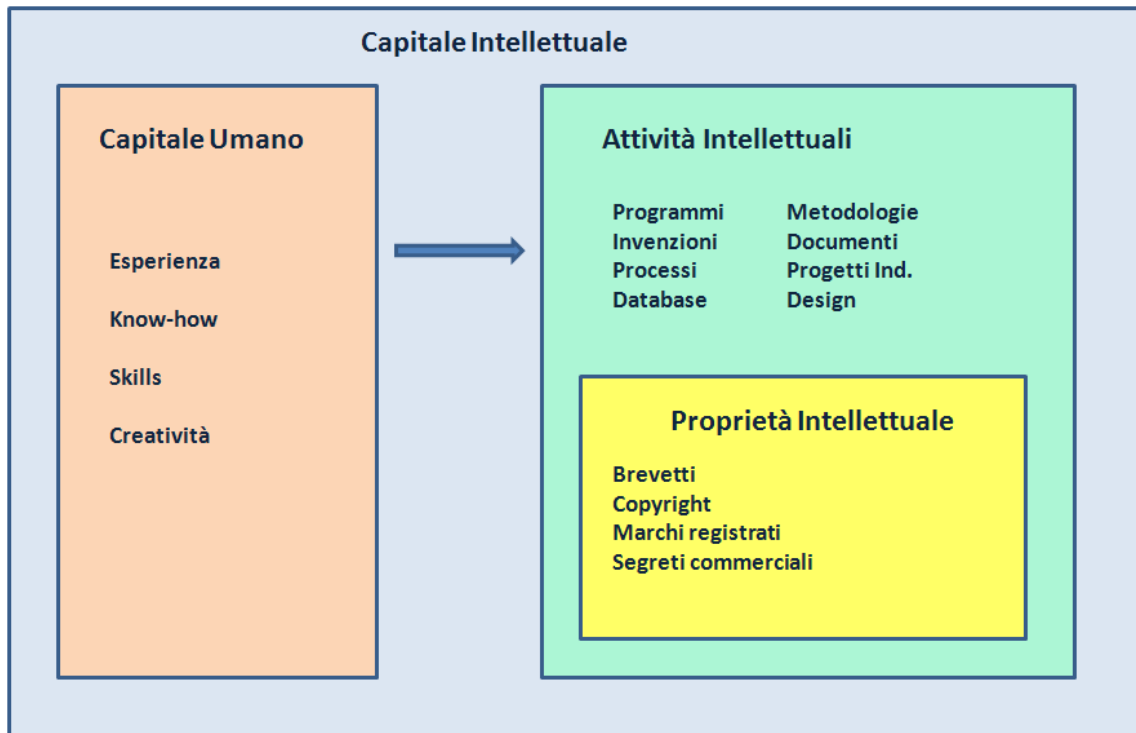 Capitale Intellettuale
Capitale Umano
Esperienza
Know-how
Skills
Creatività
Attività Intellettuali
Programmi Metodologie
Invenzioni Documenti
Processi Progetti Ind.
Database Design
Proprietà Intellettuale
Brevetti
Copyright
Marchi registrati
Segreti commerciali